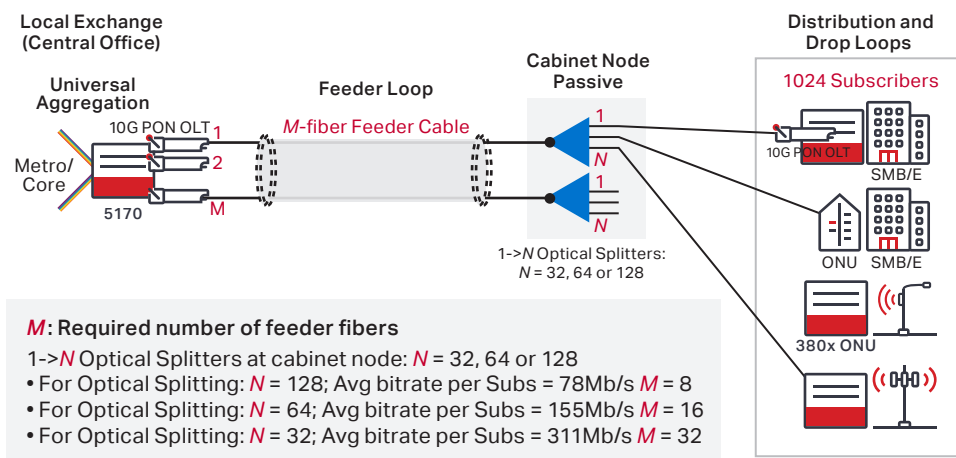 Local Exchange
(Central Office)
Universal
Aggregation
10G PON OLT
1
2
M
Metro/
Core
5170
Feeder Loop
M-fiber Feeder Cable
Cabinet Node
Passive
1
N
1
N
1->N Optical Splitters:
N = 32, 64 or 128
Distribution and
Drop Loops
1024 Subscribers
10G PON OLT
SMB/E
ONU
SMB/E
380x ONU
M: Required number of feeder fibers
1->N Optical Splitters at cabinet node: N = 32, 64 or 128
• For Optical Splitting: N = 128; Avg bitrate per Subs = 78Mb/s M = 8
• For Optical Splitting: N = 64; Avg bitrate per Subs = 155Mb/s M = 16
• For Optical Splitting: N = 32; Avg bitrate per Subs = 311Mb/s M = 32